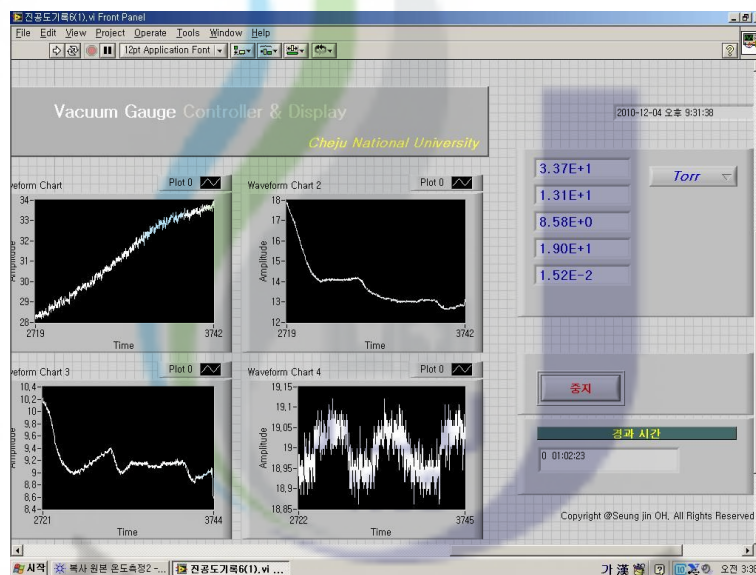 진공도기록6(1).vi Front Panel
File Edit View Project Operate Tools Window Help
12pt Application Font
Vacuum Gauge Controller & Display
Cheju National University
2010-12-04 오후 9:31:38
3.37E+1
Torr
1.31E+1
8.58E+0
1.90E+1
1.52E-2
Waveform Chart
Plot 0
Waveform Chart 2
Plot 0
34
33
32
31
30
29
28
Amplitude
2719
3742
Time
18
17
16
15
14
13
12
Amplitude
2719
3742
Time
Waveform Chart 3
Plot 0
Waveform Chart 4
Plot 0
10.4
10.2
10
9.8
9.6
9.4
9.2
9
8.8
8.6
8.4
Amplitude
2721
3744
Time
19.15
19.1
19.05
19
18.95
18.9
18.85
Amplitude
2722
3745
Time
중지
경과 시간
0 01:02:23
Copyright @Seung jin OH, All Rights Reserved
시작
복사 원본 온도측정2 -...
진공도기록6(1).vi ...
가 漢
오전 3:38